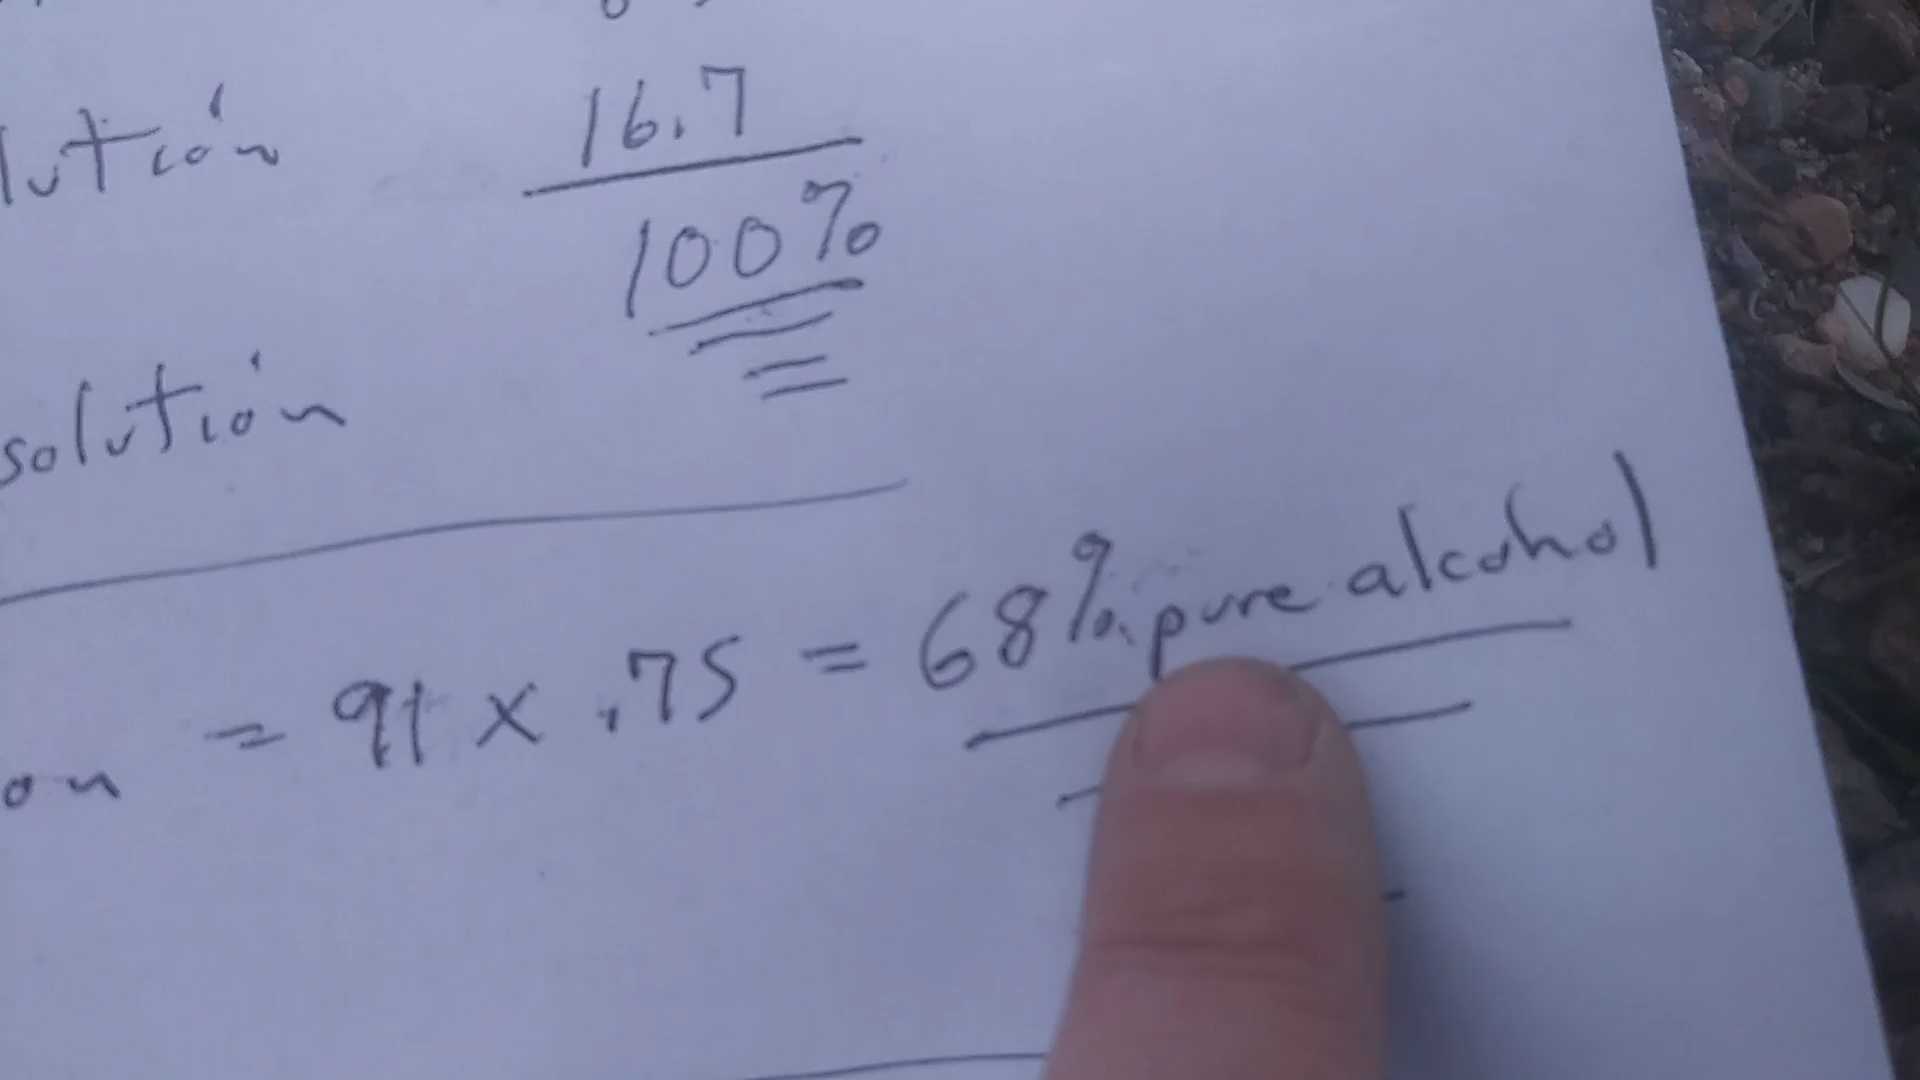 lution 16.7
100%
solution
on = 91 x .75 = 68% pure alcohol